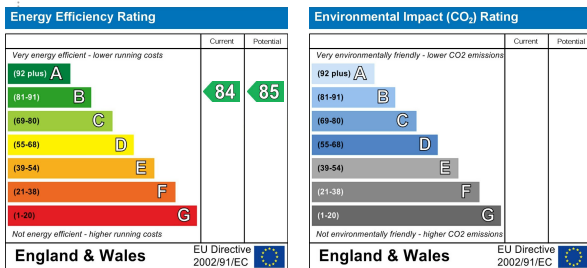 Energy Efficiency Rating
Current Potential
Very energy efficient - lower running costs
(92 plus) A
(81-91) B 84 85
(69-80) C
(55-68) D
(39-54) E
(21-38) F
(1-20) G
Not energy efficient - higher running costs
England & Wales
EU Directive
2002/91/EC
Environmental Impact (CO₂) Rating
Current Potential
Very environmentally friendly - lower CO2 emissions
(92 plus) A
(81-91) B
(69-80) C
(55-68) D
(39-54) E
(21-38) F
(1-20) G
Not environmentally friendly - higher CO2 emissions
England & Wales
EU Directive
2002/91/EC